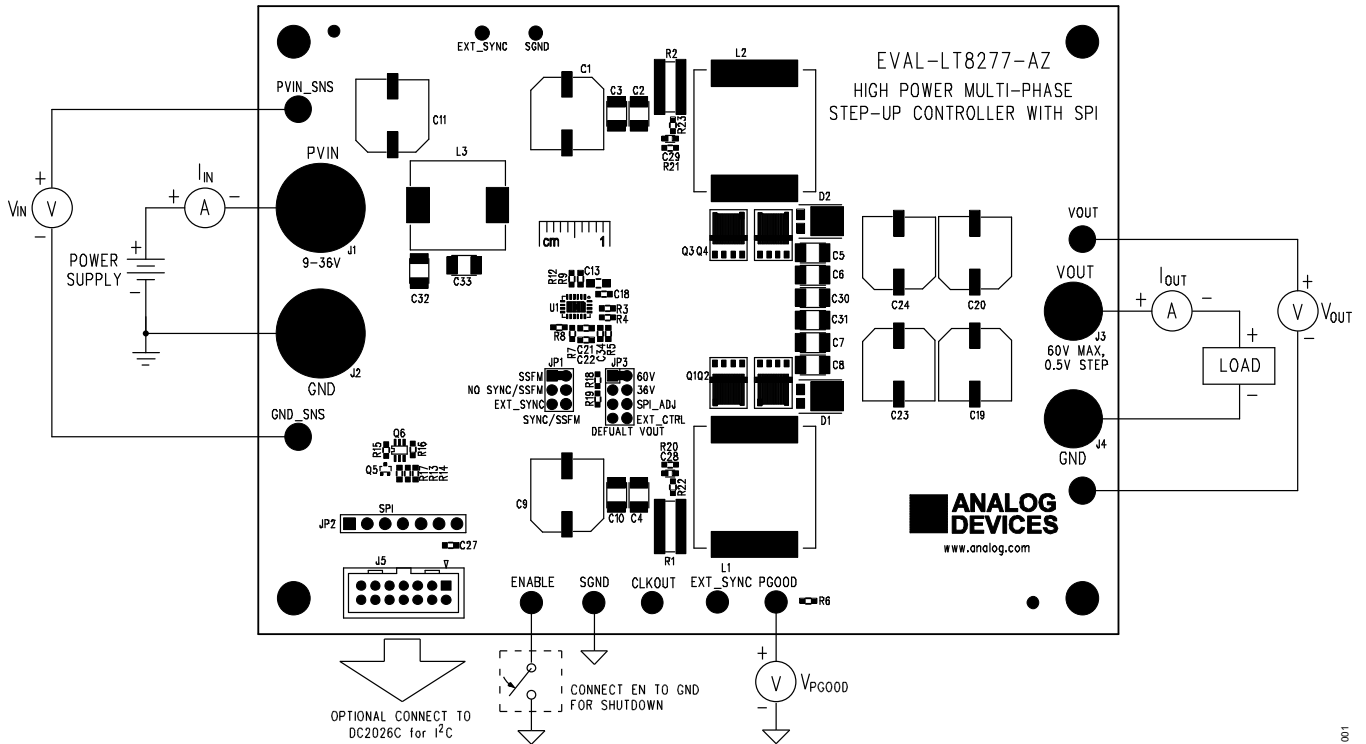 EXT_SYNC
SGND
EVAL-LT8277-AZ
HIGH POWER MULTI-PHASE
STEP-UP CONTROLLER WITH SPI
PVIN_SNS
C11
C1
C3
C2
R2
L2
R23
C29
R21
PVIN
L3
9-36V
J1
C32
C33
cm 1
VIN
+
V
−
IIN
+
A
−
POWER
SUPPLY
+
−
J2
GND
GND_SNS
R12
R9
C13
C18
U1
R3
R4
R8
R7
C21
C22
C34
R5
JP1
SSFM
NO SYNC/SSFM
EXT_SYNC
SYNC/SSFM
R18
R19
JP3
60V
36V
SPI_ADJ
EXT_CTRL
DEFUALT VOUT
D2
Q3 Q4
C5
C6
C30
C31
C7
C8
Q1 Q2
D1
C24
C20
C23
C19
VOUT
VOUT
J3
60V MAX,
0.5V STEP
J4
GND
IOUT
+
A
−
+
LOAD
−
+
V
−
VOUT
R15
Q6
R16
Q5
R17
R13
R14
SPI
JP2
C27
J5
C9
C10
C4
R20
C28
R22
R1
L1
ANALOG
DEVICES
www.analog.com
ENABLE
SGND
CLKOUT
EXT_SYNC
PGOOD
R6
OPTIONAL CONNECT TO
DC2026C for I²C
CONNECT EN TO GND
FOR SHUTDOWN
+
V
−
VPGOOD
001